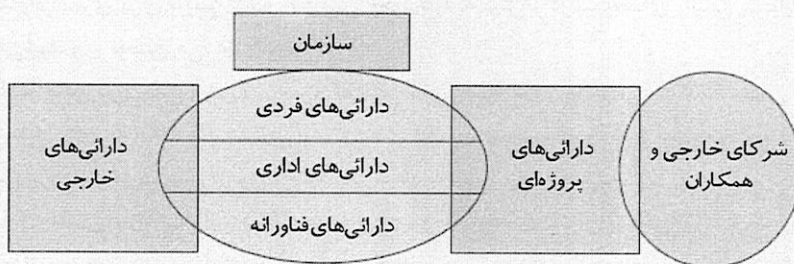 سازمان
دارائی‌های فردی
دارائی‌های اداری
دارائی‌های فناورانه
دارائی‌های
خارجی
دارائی‌های
پروژه‌ای
شرکای خارجی و
همکاران